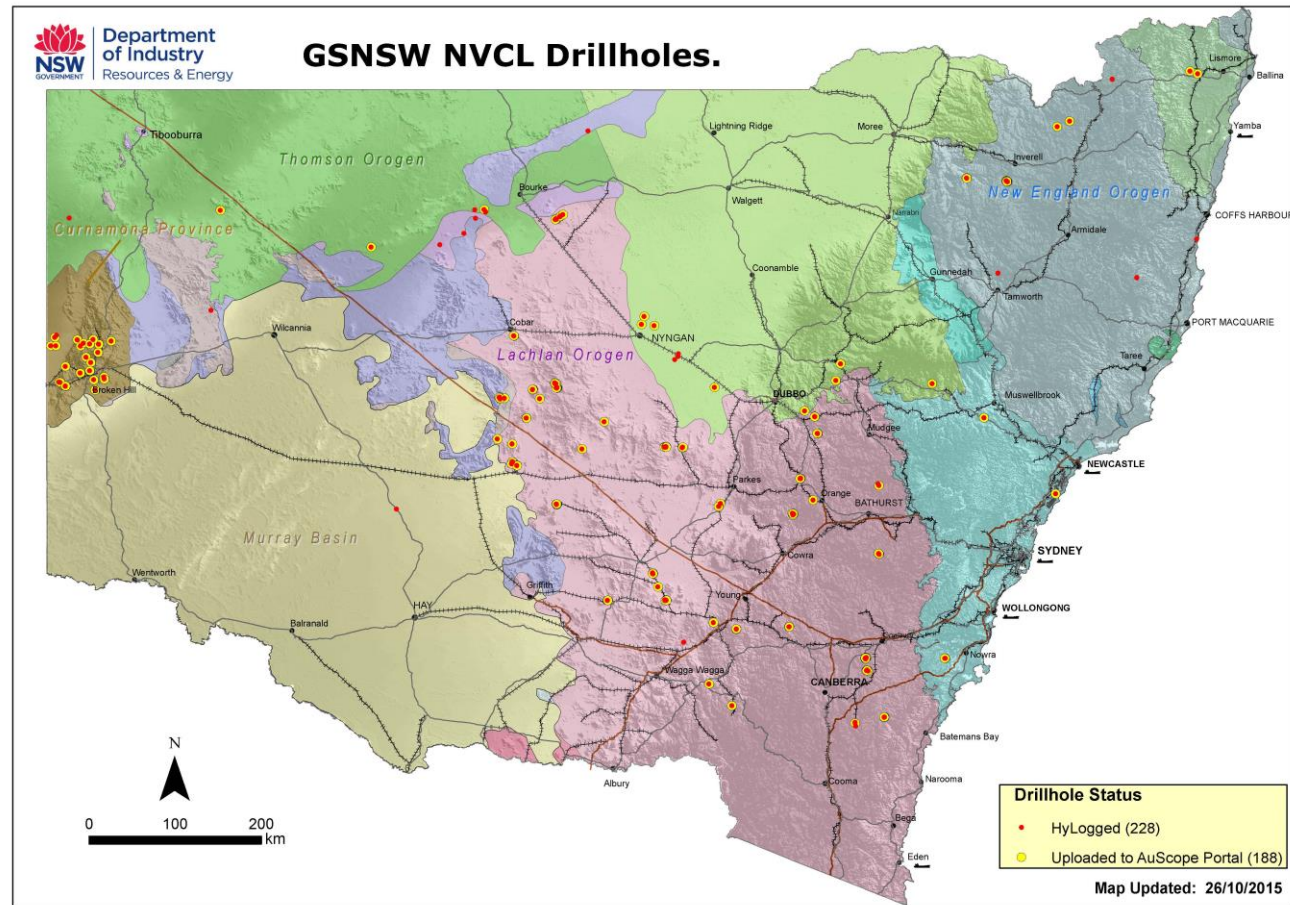 NSW
GOVERNMENT
Department
of Industry
Resources & Energy
GSNSW NVCL Drillholes.
Lismore
Ballina
Tibooburra
Lightning Ridge
Moree
Yamba
Thomson Orogen
Inverell
Bourke
Walgett
New England Orogen
Narrabri
COFFS HARBOUR
Curnamona Province
Armidale
Coonamble
Gunnedah
Tamworth
Wilcannia
Cobar
NYNGAN
PORT MACQUARIE
Lachlan Orogen
Taree
Broken Hill
DUBBO
Muswellbrook
Mudgee
NEWCASTLE
Parkes
Orange
BATHURST
Murray Basin
Cowra
SYDNEY
Wentworth
Griffith
HAY
Young
WOLLONGONG
Balranald
Nowra
Wagga Wagga
CANBERRA
Batemans Bay
N
Albury
Cooma
Narooma
0 100 200
km
Bega
Eden
Drillhole Status
HyLogged (228)
Uploaded to AuScope Portal (188)
Map Updated: 26/10/2015